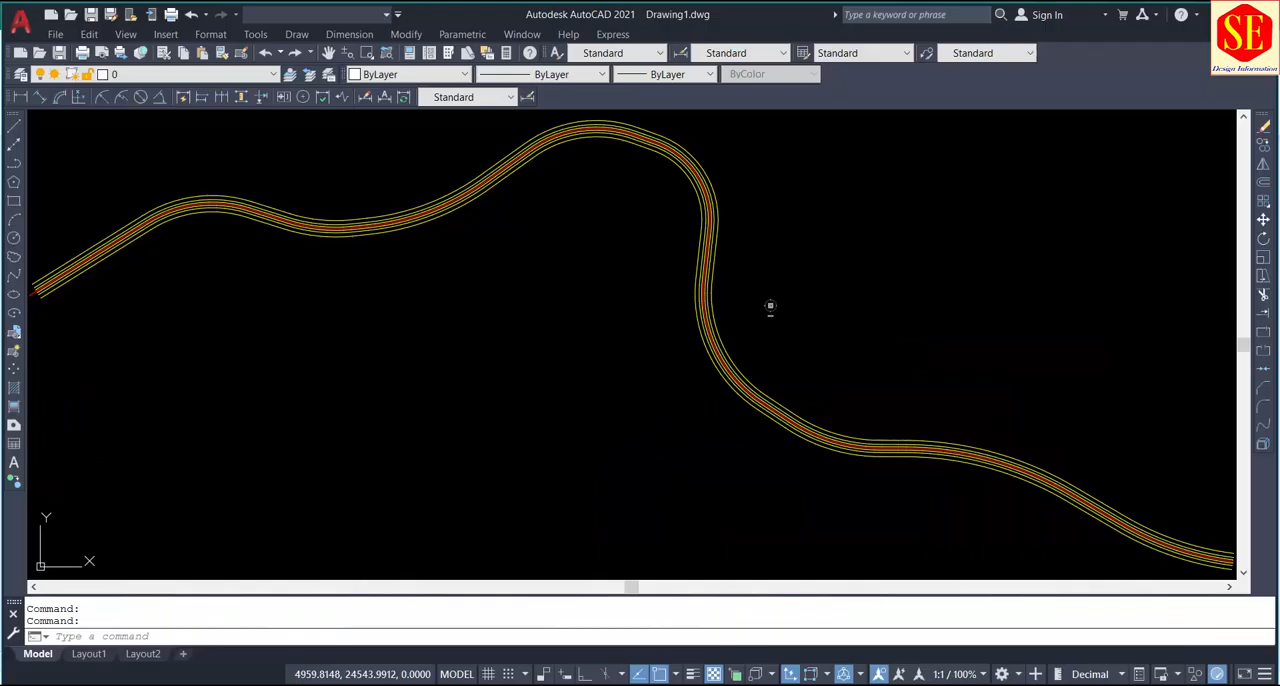 Autodesk AutoCAD 2021 Drawing1.dwg
Type a keyword or phrase
Sign In
SE
Design Information
File Edit View Insert Format Tools Draw Dimension Modify Parametric Window Help Express
Standard Standard Standard Standard
0 ByLayer ByLayer ByLayer ByColor
Standard
Y
X
Command:
Command:
Type a command
Model Layout1 Layout2 +
4959.8148, 24543.9912, 0.0000 MODEL 1:1 / 100% Decimal